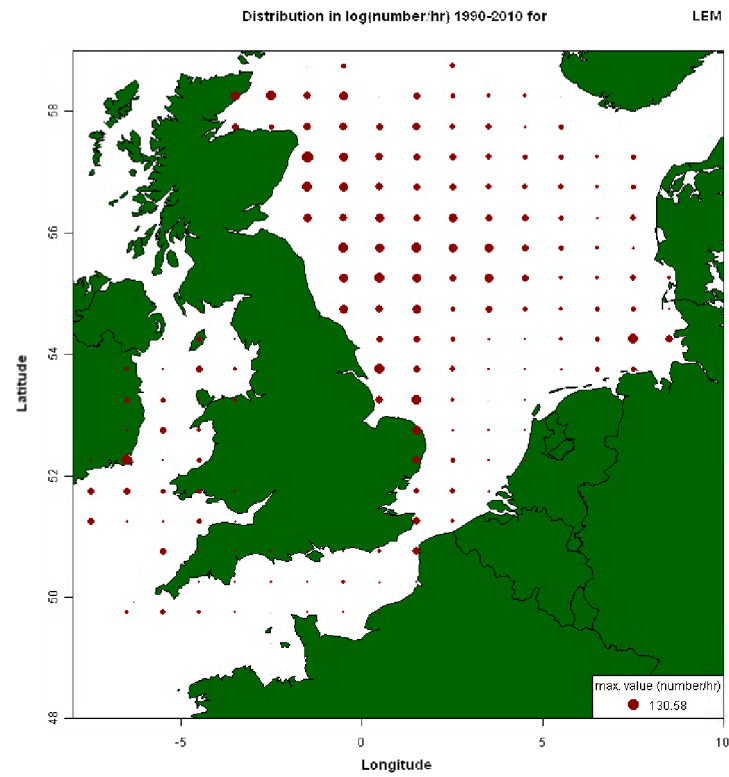 Distribution in log(number/hr) 1990-2010 for LEM
58
56
54
52
50
48
Latitude
max. value (number/hr)
130.58
-5 0 5 10
Longitude